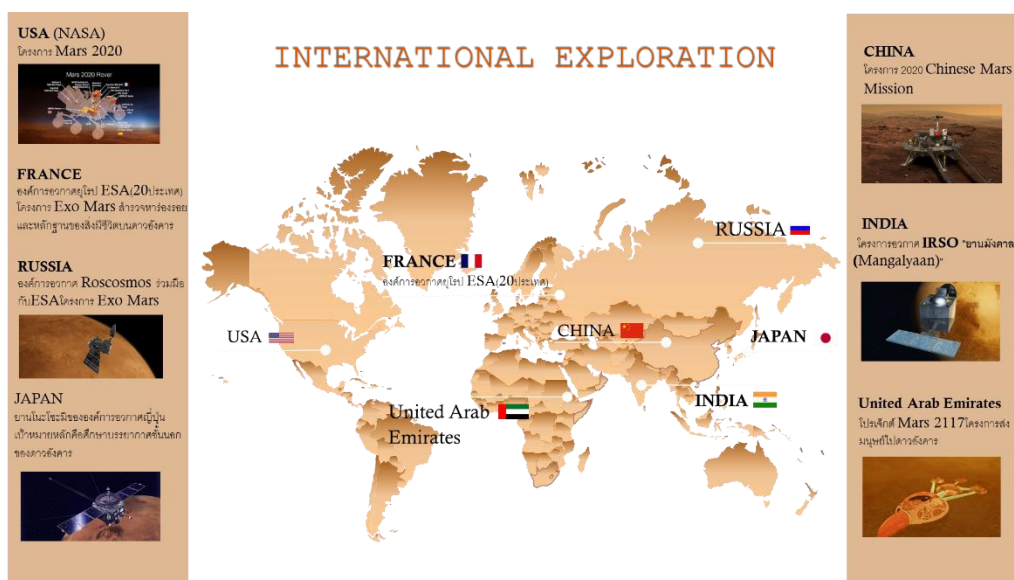 USA (NASA)
โครงการ Mars 2020
Mars 2020 Rover
FRANCE
องค์การอวกาศยุโรป ESA(20ประเทศ)
โครงการ Exo Mars สำรวจหาร่องรอย
และหลักฐานของสิ่งมีชีวิตบนดาวอังคาร
RUSSIA
องค์การอวกาศ Roscosmos ร่วมมือ
กับESAโครงการ Exo Mars
JAPAN
ยานโนะโซะมิขององค์การอวกาศญี่ปุ่น
เป้าหมายหลักคือศึกษาบรรยากาศชั้นนอก
ของดาวอังคาร
INTERNATIONAL EXPLORATION
RUSSIA
FRANCE
องค์การอวกาศยุโรป ESA(20ประเทศ)
USA
CHINA
JAPAN
INDIA
United Arab
Emirates
CHINA
โครงการ 2020 Chinese Mars
Mission
INDIA
โครงการอวกาศ IRSO "ยานมังคาล
(Mangalyaan)"
United Arab Emirates
โปรเจ็กต์ Mars 2117โครงการส่ง
มนุษย์ไปดาวอังคาร